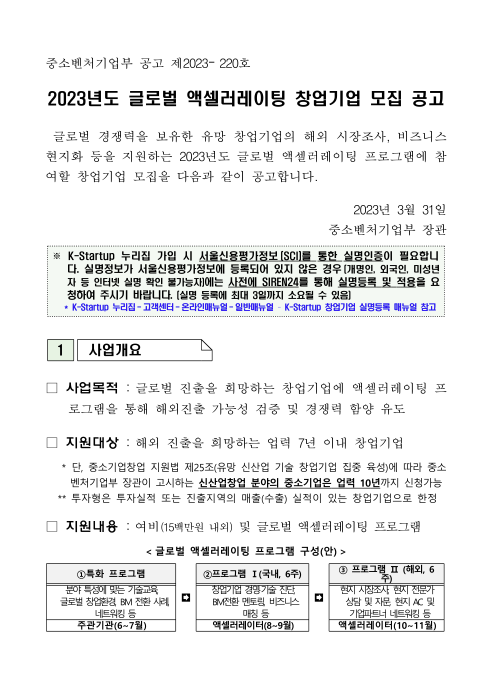 중소벤처기업부 공고 제2023- 220호
2023년도 글로벌 액셀러레이팅 창업기업 모집 공고
글로벌 경쟁력을 보유한 유망 창업기업의 해외 시장조사, 비즈니스
현지화 등을 지원하는 2023년도 글로벌 액셀러레이팅 프로그램에 참
여할 창업기업 모집을 다음과 같이 공고합니다.
2023년 3월 31일
중소벤처기업부 장관
※ K-Startup 누리집 가입 시 서울신용평가정보[SCI]를 통한 실명인증이 필요합니
다. 실명정보가 서울신용평가정보에 등록되어 있지 않은 경우[개명인, 외국인, 미성년
자 등 인터넷 실명 확인 불가능자]에는 사전에 SIREN24를 통해 실명등록 및 적용을 요
청하여 주시기 바랍니다. [실명 등록에 최대 3일까지 소요될 수 있음]
* K-Startup 누리집-고객센터-온라인매뉴얼-일반매뉴얼 - K-Startup 창업기업 실명등록 매뉴얼 참고
1 사업개요
□ 사업목적 : 글로벌 진출을 희망하는 창업기업에 액셀러레이팅 프
로그램을 통해 해외진출 가능성 검증 및 경쟁력 함양 유도
□ 지원대상 : 해외 진출을 희망하는 업력 7년 이내 창업기업
* 단, 중소기업창업 지원법 제25조(유망 신산업 기술 창업기업 집중 육성)에 따라 중소
벤처기업부 장관이 고시하는 신산업창업 분야의 중소기업은 업력 10년까지 신청가능
** 투자형은 투자실적 또는 진출지역의 매출(수출) 실적이 있는 창업기업으로 한정
□ 지원내용 : 여비(15백만원 내외) 및 글로벌 액셀러레이팅 프로그램
< 글로벌 액셀러레이팅 프로그램 구성(안) >
①특화 프로그램
분야 특성에 맞는 기술교육,
글로벌 창업환경, BM 전환 사례,
네트워킹 등
주관기관(6~7월)
②프로그램 Ⅰ(국내, 6주)
창업기업 경영·기술 진단,
BM전환 멘토링, 비즈니스
매칭 등
액셀러레이터(8~9월)
③ 프로그램 Ⅱ (해외, 6
주)
현지 시장조사, 현지 전문가
상담 및 자문, 현지 AC 및
기업파트너 네트워킹 등
액셀러레이터(10~11월)